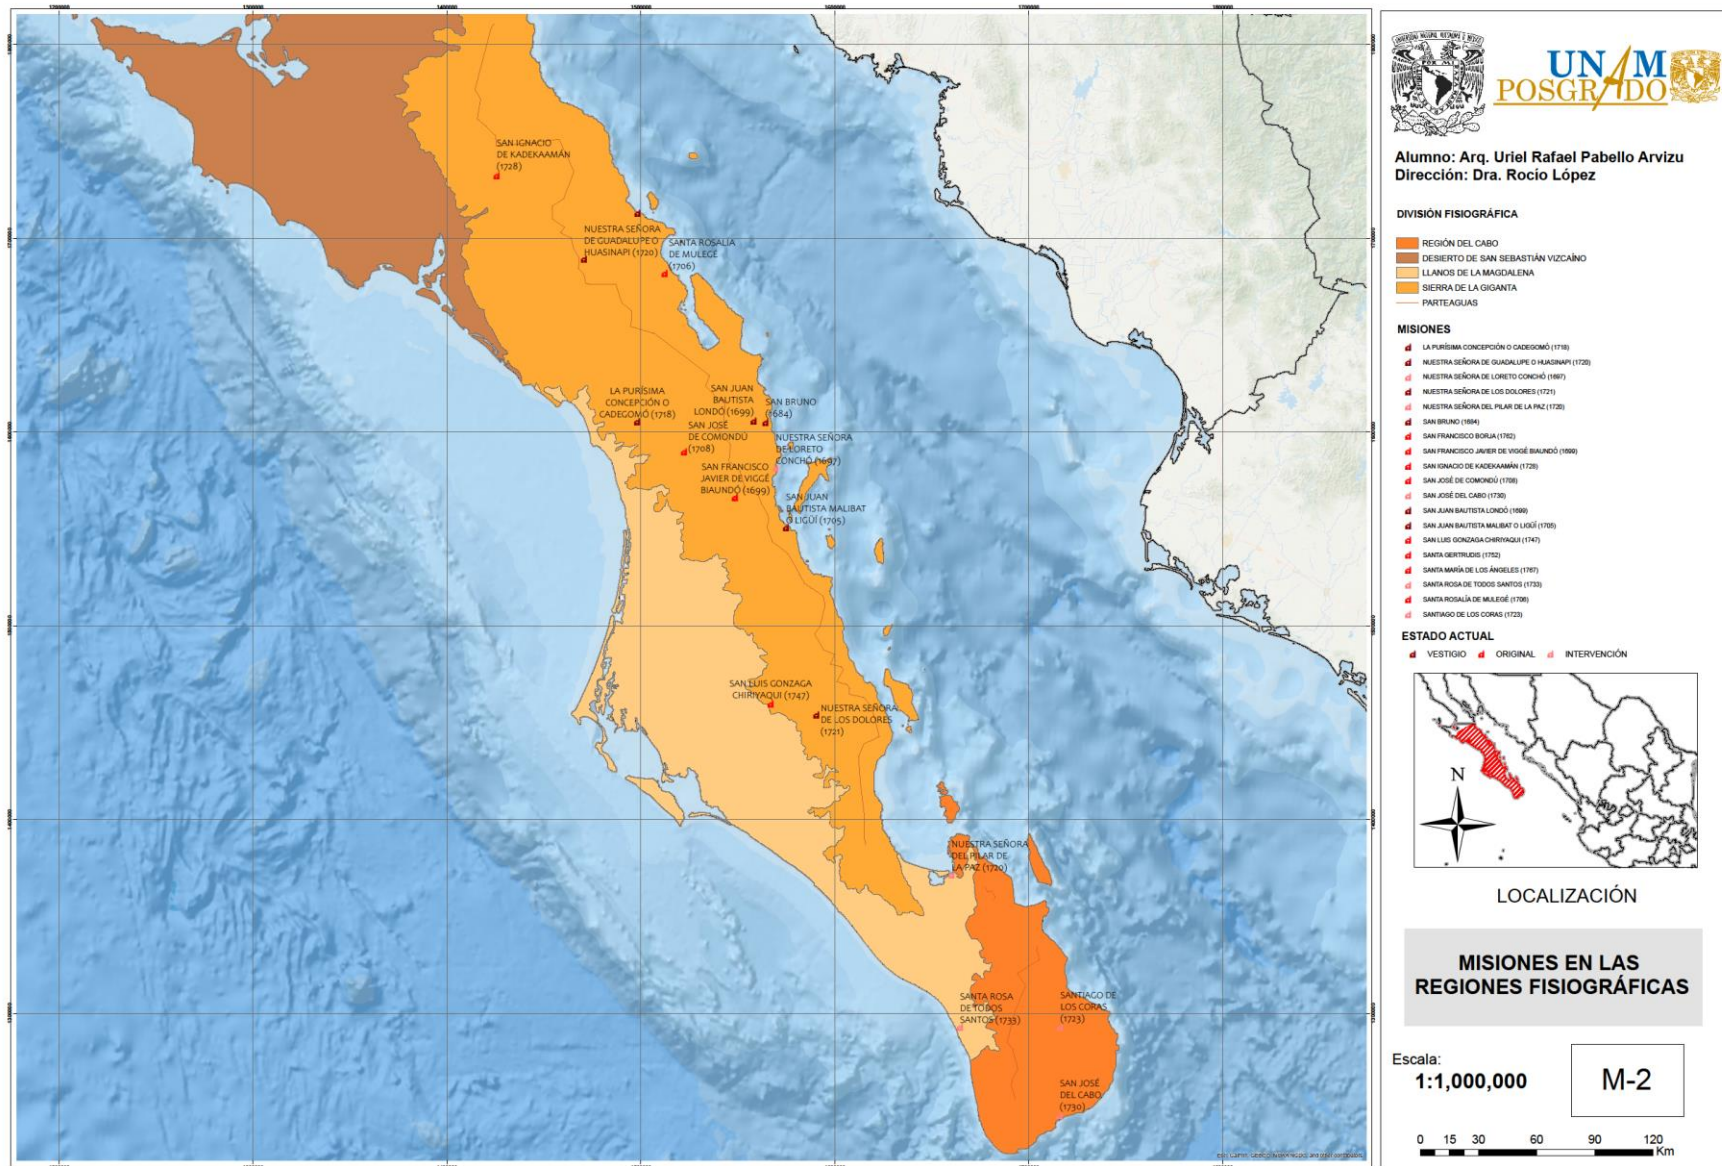 SAN IGNACIO
DE KADEKAAMÁN
(1728)
NUESTRA SEÑORA
DE GUADALUPE O
HUASINAPI (1720)
SANTA ROSALÍA
DE MULEGÉ
(1706)
LA PURÍSIMA
CONCEPCIÓN O
CADEGOMÓ (1718)
SAN JUAN
BAUTISTA
LONDÓ (1699)
SAN BRUNO
(1684)
SAN JOSÉ
DE COMONDÚ
(1708)
NUESTRA SEÑORA
DE LORETO
CONCHÓ (1697)
SAN FRANCISCO
JAVIER DE VIGGÉ
BIAUNDÓ (1699)
SAN JUAN
BAUTISTA MALIBAT
O LIGÜÍ (1705)
SAN LUIS GONZAGA
CHIRIYAQUI (1747)
NUESTRA SEÑORA
DE LOS DOLORES
(1721)
NUESTRA SEÑORA
DEL PILAR DE
LA PAZ (1720)
SANTA ROSA
DE TODOS
SANTOS (1733)
SANTIAGO DE
LOS CORAS
(1723)
SAN JOSÉ
DEL CABO
(1730)
UNAM
POSGRADO
Alumno: Arq. Uriel Rafael Pabello Arvizu
Dirección: Dra. Rocío López
DIVISIÓN FISIOGRÁFICA
REGIÓN DEL CABO
DESIERTO DE SAN SEBASTIÁN VIZCAÍNO
LLANOS DE LA MAGDALENA
SIERRA DE LA GIGANTA
PARTEAGUAS
MISIONES
LA PURÍSIMA CONCEPCIÓN O CADEGOMÓ (1718)
NUESTRA SEÑORA DE GUADALUPE O HUASINAPI (1720)
NUESTRA SEÑORA DE LORETO CONCHÓ (1697)
NUESTRA SEÑORA DE LOS DOLORES (1721)
NUESTRA SEÑORA DEL PILAR DE LA PAZ (1720)
SAN BRUNO (1684)
SAN FRANCISCO BORJA (1762)
SAN FRANCISCO JAVIER DE VIGGÉ BIAUNDÓ (1699)
SAN IGNACIO DE KADEKAAMÁN (1728)
SAN JOSÉ DE COMONDÚ (1708)
SAN JOSÉ DEL CABO (1730)
SAN JUAN BAUTISTA LONDÓ (1699)
SAN JUAN BAUTISTA MALIBAT O LIGÜÍ (1705)
SAN LUIS GONZAGA CHIRIYAQUI (1747)
SANTA GERTRUDIS (1752)
SANTA MARÍA DE LOS ÁNGELES (1767)
SANTA ROSA DE TODOS SANTOS (1733)
SANTA ROSALÍA DE MULEGÉ (1706)
SANTIAGO DE LOS CORAS (1723)
ESTADO ACTUAL
VESTIGIO ORIGINAL INTERVENCIÓN
N
LOCALIZACIÓN
MISIONES EN LAS
REGIONES FISIOGRÁFICAS
Escala:
1:1,000,000
M-2
0 15 30 60 90 120
Km